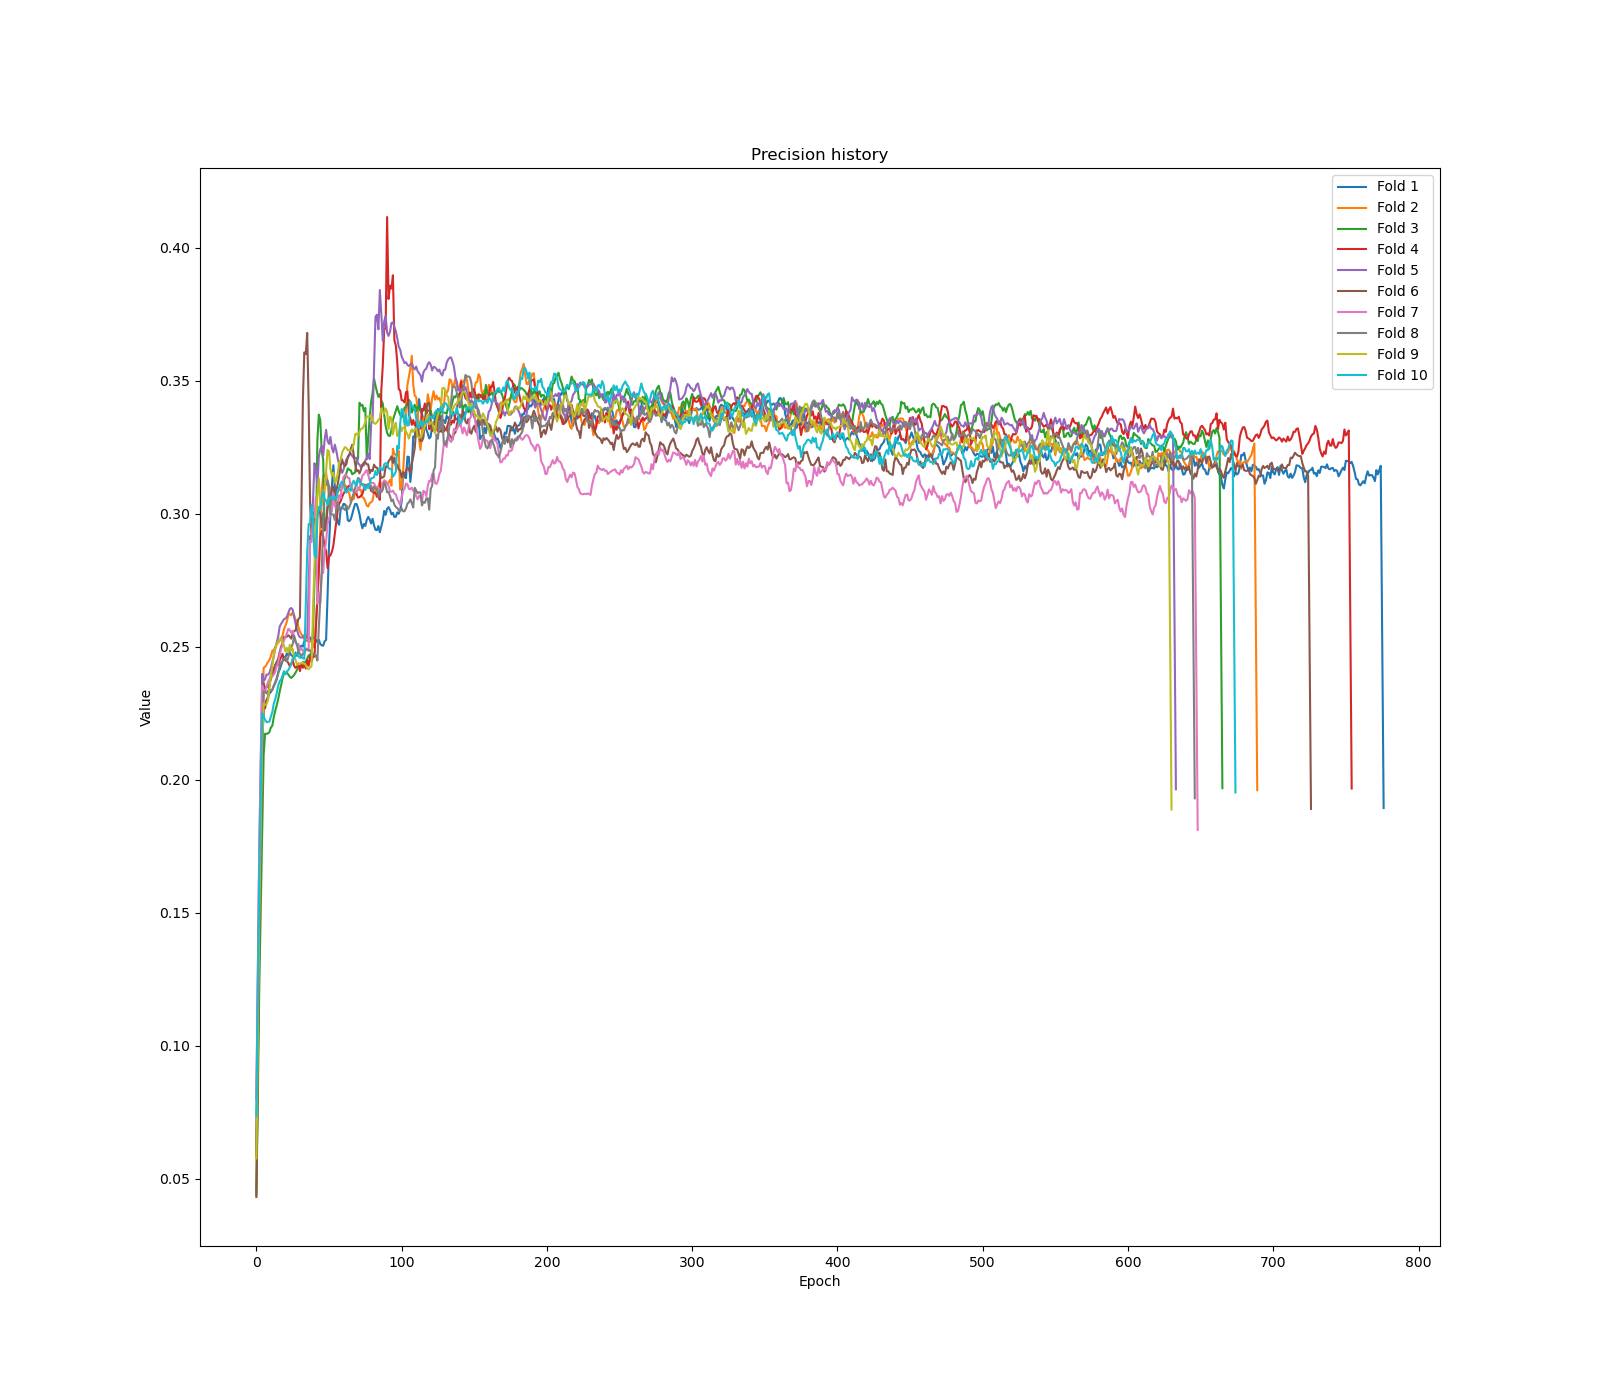 Precision history
Fold 1
Fold 2
Fold 3
Fold 4
Fold 5
Fold 6
Fold 7
Fold 8
Fold 9
Fold 10
0.40
0.35
0.30
0.25
0.20
0.15
0.10
0.05
Value
0 100 200 300 400 500 600 700 800
Epoch